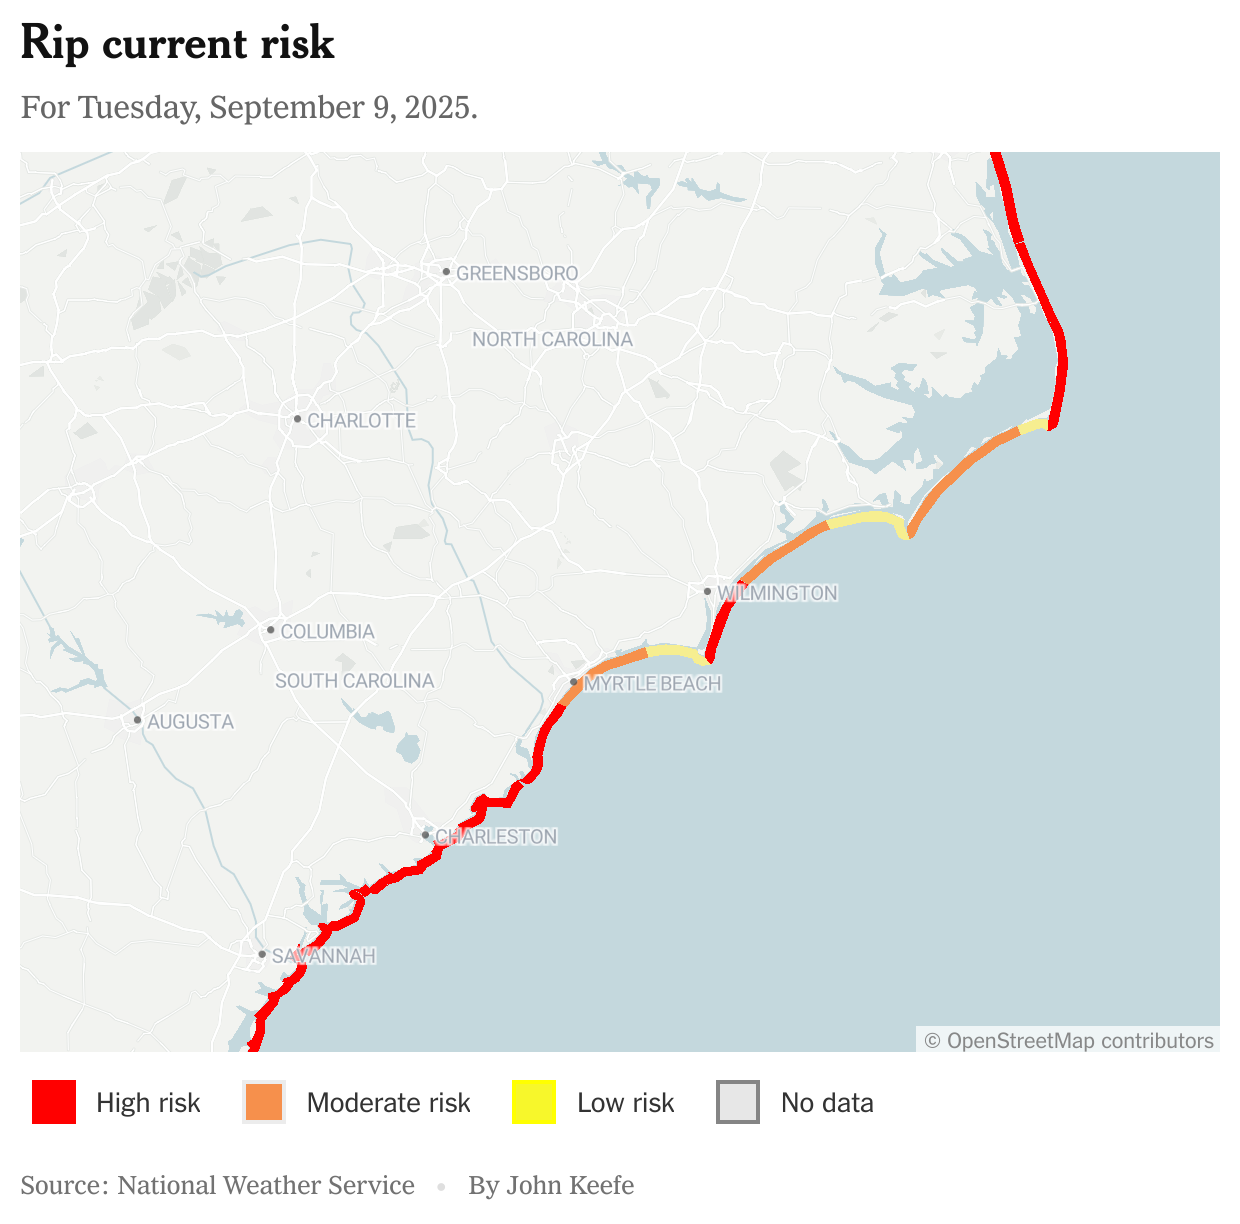 Rip current risk
For Tuesday, September 9, 2025.
GREENSBORO
NORTH CAROLINA
CHARLOTTE
WILMINGTON
COLUMBIA
SOUTH CAROLINA
MYRTLE BEACH
AUGUSTA
CHARLESTON
SAVANNAH
© OpenStreetMap contributors
High risk
Moderate risk
Low risk
No data
Source: National Weather Service • By John Keefe